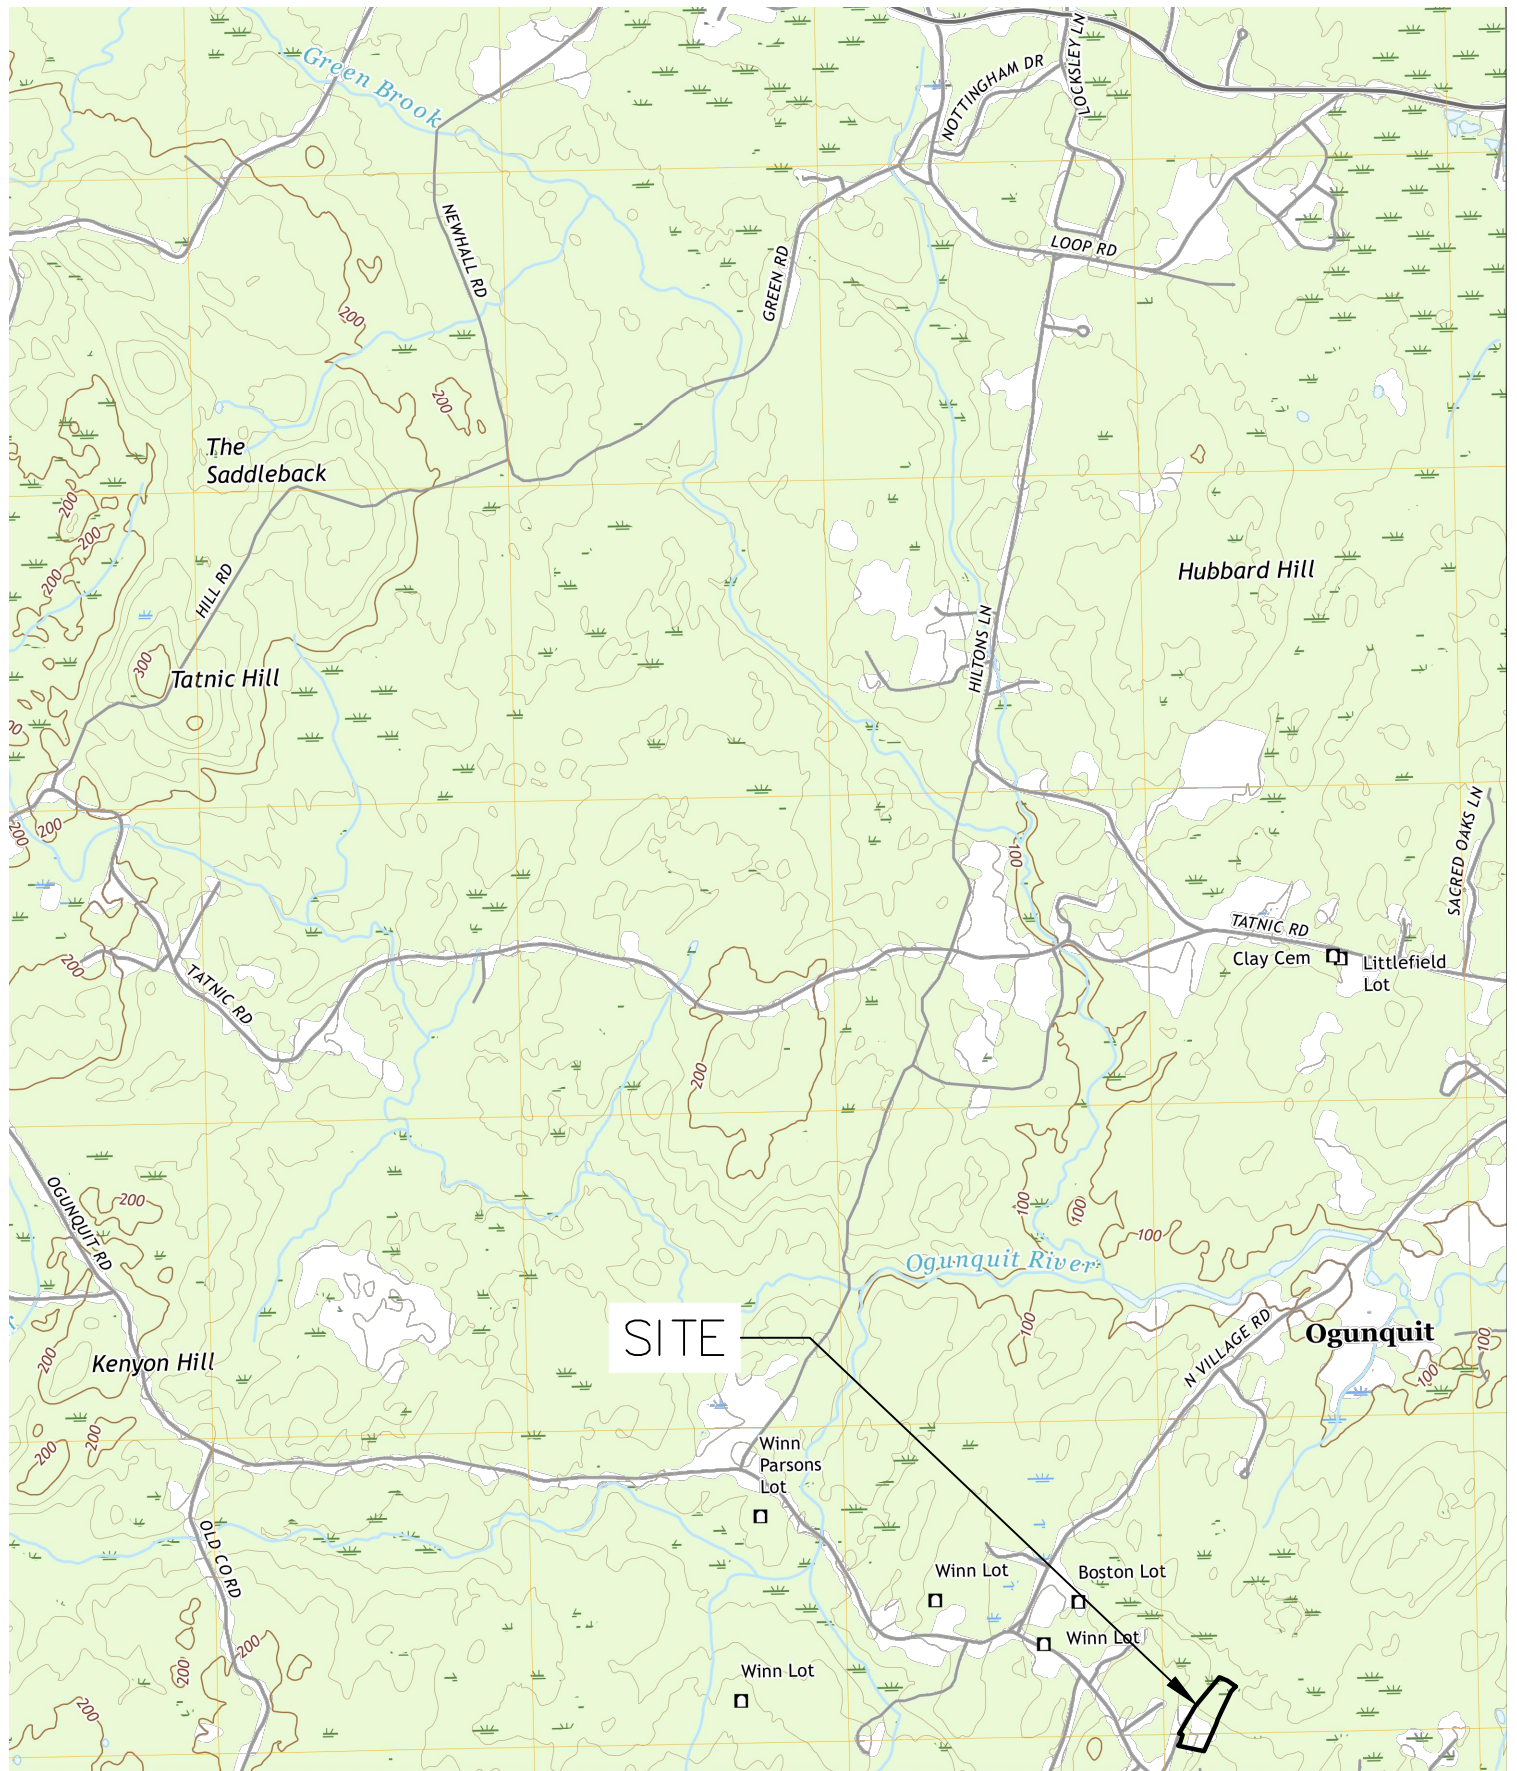 Green Brook
NOTTINGHAM DR
LOCKSLEY LN
NEWHALL RD
GREEN RD
LOOP RD
200
200
The
Saddleback
200
200
200
HILL RD
Hubbard Hill
HILTONS LN
300
Tatnic Hill
200
200
100
SACRED OAKS LN
TATNIC RD
Clay Cem
Littlefield
Lot
200
TATNIC RD
200
OGUNQUIT RD
200
100
100
100
Ogunquit River
100
N VILLAGE RD
Ogunquit
100
100
SITE
200
Kenyon Hill
200
200
Winn
Parsons
Lot
OLD CO RD
Winn Lot
Boston Lot
Winn Lot
Winn Lot
200
200
200